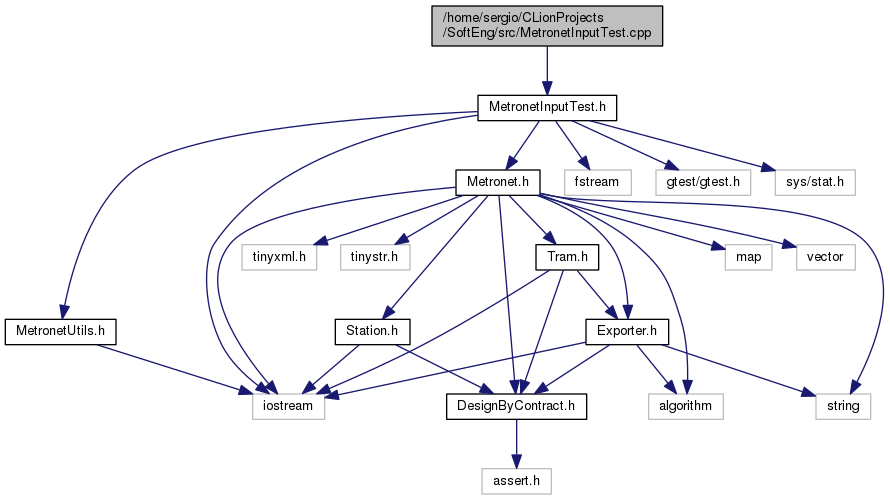 /home/sergio/CLionProjects
/SoftEng/src/MetronetInputTest.cpp
MetronetInputTest.h
Metronet.h
fstream
gtest/gtest.h
sys/stat.h
tinyxml.h
tinystr.h
Tram.h
map
vector
MetronetUtils.h
Station.h
Exporter.h
iostream
DesignByContract.h
algorithm
string
assert.h